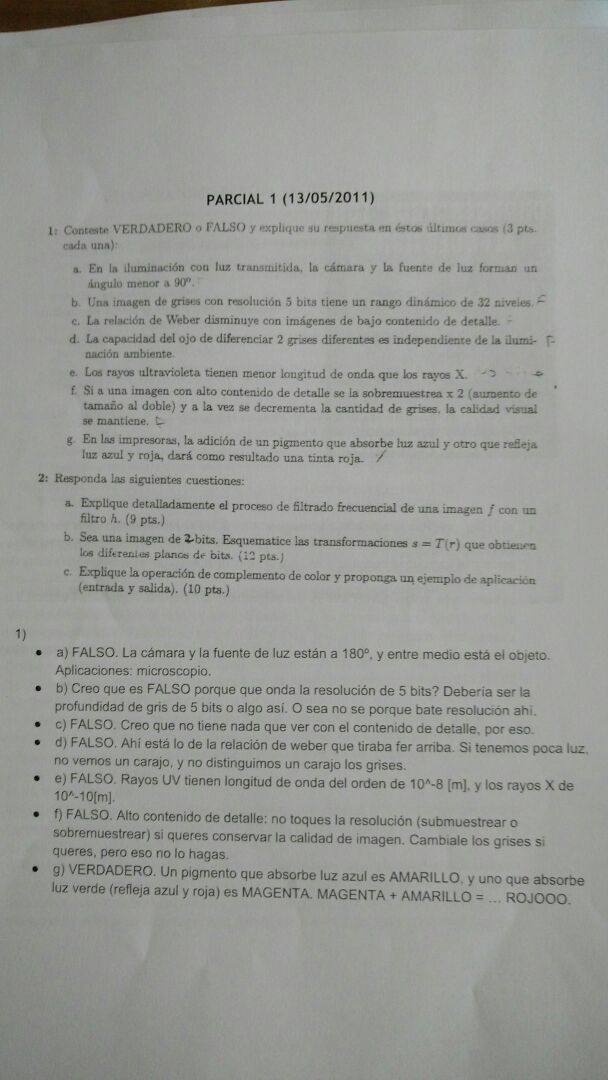 PARCIAL 1 (13/05/2011)
1: Conteste VERDADERO o FALSO y explique su respuesta en éstos últimos casos (3 pts.
cada una):
a. En la iluminación con luz transmitida, la cámara y la fuente de luz forman un
ángulo menor a 90º.
b. Una imagen de grises con resolución 5 bits tiene un rango dinámico de 32 niveles. F
c. La relación de Weber disminuye con imágenes de bajo contenido de detalle.
d. La capacidad del ojo de diferenciar 2 grises diferentes es independiente de la ilumi-
nación ambiente.
e. Los rayos ultravioleta tienen menor longitud de onda que los rayos X.
f. Si a una imagen con alto contenido de detalle se la sobremuestrea x 2 (aumento de
tamaño al doble) y a la vez se decrementa la cantidad de grises, la calidad visual
se mantiene.
g. En las impresoras, la adición de un pigmento que absorbe luz azul y otro que refleja
luz azul y roja, dará como resultado una tinta roja.
2: Responda las siguientes cuestiones:
a. Explique detalladamente el proceso de filtrado frecuencial de una imagen f con un
filtro h. (9 pts.)
b. Sea una imagen de 2 bits. Esquematice las transformaciones s = T(r) que obtienen
los diferentes planos de bits. (12 pts.)
c. Explique la operación de complemento de color y proponga un ejemplo de aplicación
(entrada y salida). (10 pts.)
1)
• a) FALSO. La cámara y la fuente de luz están a 180º, y entre medio está el objeto.
Aplicaciones: microscopio.
• b) Creo que es FALSO porque que onda la resolución de 5 bits? Debería ser la
profundidad de gris de 5 bits o algo así. O sea no se porque bate resolución ahi.
• c) FALSO. Creo que no tiene nada que ver con el contenido de detalle, por eso.
• d) FALSO. Ahí está lo de la relación de weber que tiraba fer arriba. Si tenemos poca luz,
no vemos un carajo, y no distinguimos un carajo los grises.
• e) FALSO. Rayos UV tienen longitud de onda del orden de 10^-8 [m], y los rayos X de
10^-10[m].
• f) FALSO. Alto contenido de detalle: no toques la resolución (submuestrear o
sobremuestrear) si queres conservar la calidad de imagen. Cambiale los grises si
queres, pero eso no lo hagas.
• g) VERDADERO. Un pigmento que absorbe luz azul es AMARILLO, y uno que absorbe
luz verde (refleja azul y roja) es MAGENTA. MAGENTA + AMARILLO = ... ROJOOO.